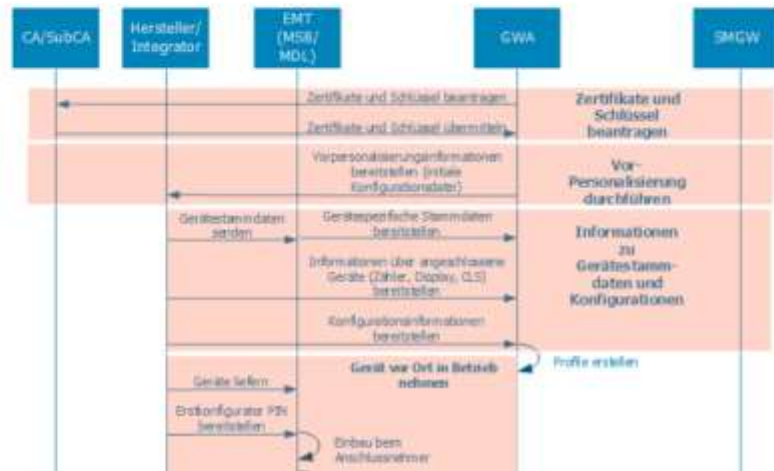 CA/SubCA
Hersteller/
Integrator
EMT
(MSB/
MDL)
GWA
SMGW
Zertifikate und Schlüssel beantragen
Zertifikate und
Schlüssel
beantragen
Zertifikate und Schlüssel übermitteln
Vorpersonalisierungsinformationen
bereitstellen (initiale
Konfigurationsdatei)
Vor-
Personalisierung
durchführen
Gerätestammdaten
senden
Gerätespezifische Stammdaten
bereitstellen
Informationen
zu
Gerätestamm-
daten und
Konfigurationen
Informationen über angeschlossene
Geräte (Zähler, Display, CLS)
bereitstellen
Konfigurationsinformationen
bereitstellen
Profile erstellen
Gerät vor Ort in Betrieb
nehmen
Geräte liefern
Erstkonfigurator PIN
bereitstellen
Einbau beim
Anschlussnehmer